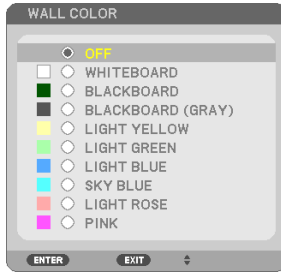 WALL COLOR
OFF
WHITEBOARD
BLACKBOARD
BLACKBOARD (GRAY)
LIGHT YELLOW
LIGHT GREEN
LIGHT BLUE
SKY BLUE
LIGHT ROSE
PINK
ENTER EXIT